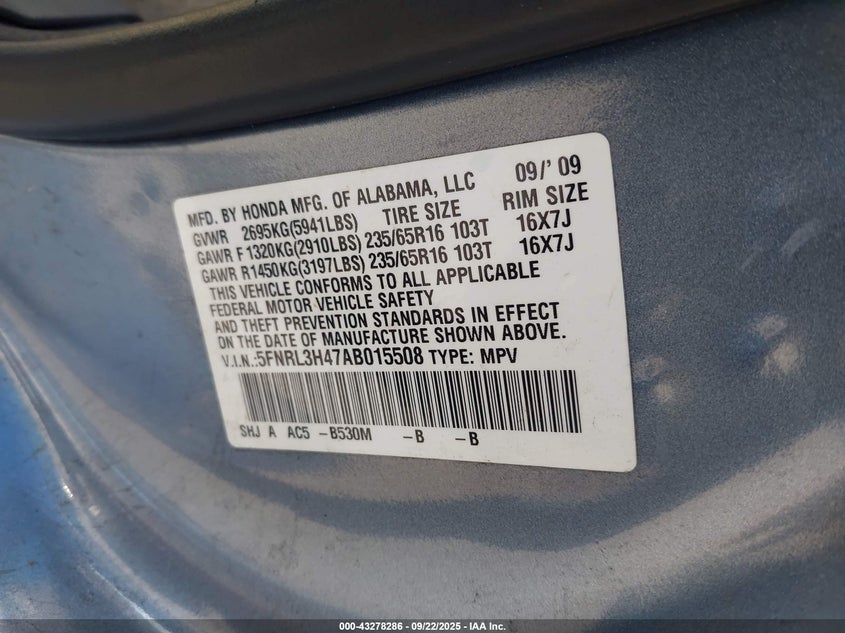 MFD. BY HONDA MFG. OF ALABAMA, LLC 09/'09
GVWR 2695KG(5941LBS) TIRE SIZE RIM SIZE
GAWR F1320KG(2910LBS) 235/65R16 103T 16X7J
GAWR R1450KG(3197LBS) 235/65R16 103T 16X7J
THIS VEHICLE CONFORMS TO ALL APPLICABLE
FEDERAL MOTOR VEHICLE SAFETY
AND THEFT PREVENTION STANDARDS IN EFFECT
ON THE DATE OF MANUFACTURE SHOWN ABOVE.
V.I.N.:5FNRL3H47AB015508 TYPE: MPV
SHJ A AC5 -B530M -B -B
000-43278286 - 09/22/2025 - IAA Inc.